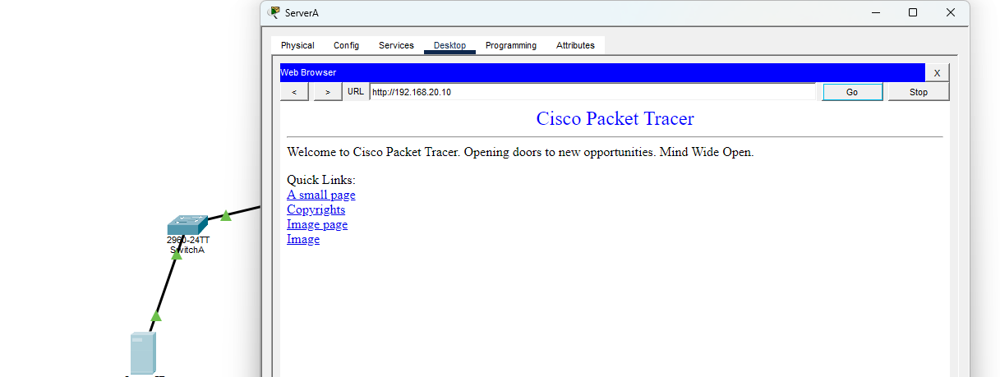 ServerA
Physical Config Services Desktop Programming Attributes
Web Browser X
< > URL http://192.168.20.10 Go Stop
Cisco Packet Tracer
Welcome to Cisco Packet Tracer. Opening doors to new opportunities. Mind Wide Open.
Quick Links:
A small page
Copyrights
Image page
Image
2960-24TT
SwitchA